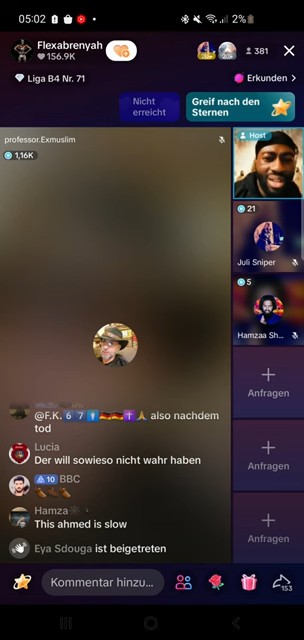 05:02
2%
Flexabrenyah
156.9K
381
Liga B4 Nr. 71
Erkunden >
Nicht erreicht
Greif nach den Sternen
professor.Exmuslim
1,16K
Host
21
Juli Sniper
5
Hamzaa Sh...
Anfragen
Anfragen
Anfragen
@F.K. 6 7 also nachdem
tod
Lucia
Der will sowieso nicht wahr haben
10 BBC
Hamza
This ahmed is slow
Eya Sdouga ist beigetreten
Kommentar hinzu...
153